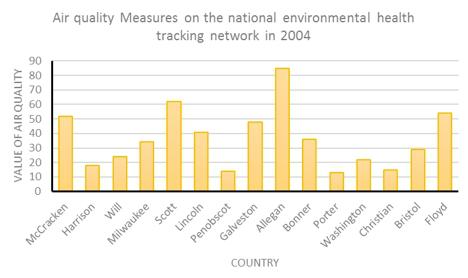 Air quality Measures on the national environmental health
tracking network in 2004
VALUE OF AIR QUALITY
90
80
70
60
50
40
30
20
10
0
McCracken
Harrison
Will
Milwaukee
Scott
Lincoln
Penobscot
Galveston
Allegan
Bonner
Porter
Washington
Christian
Bristol
Floyd
COUNTRY